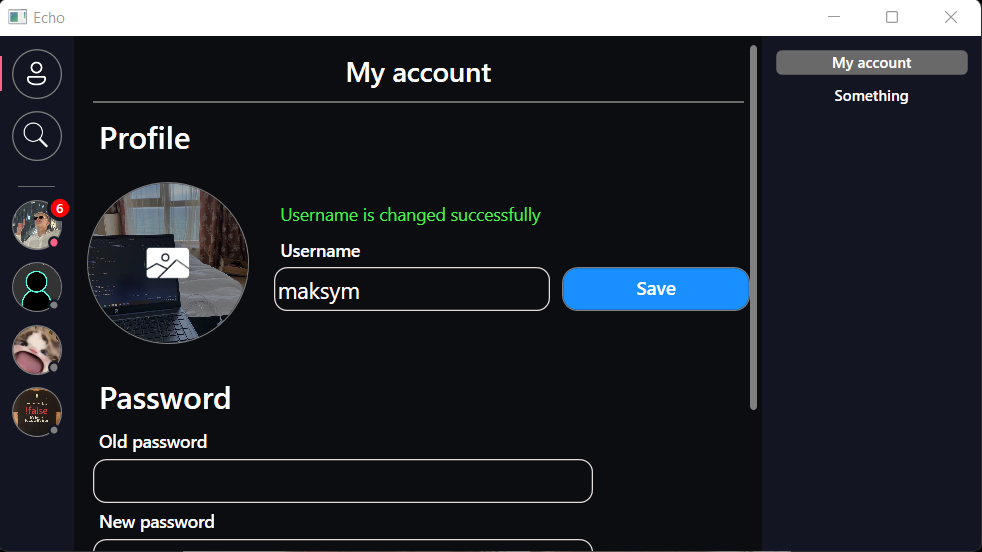 Echo
My account
Profile
Username is changed successfully
Username
maksym
Save
Password
Old password
New password
My account
Something
6
!false